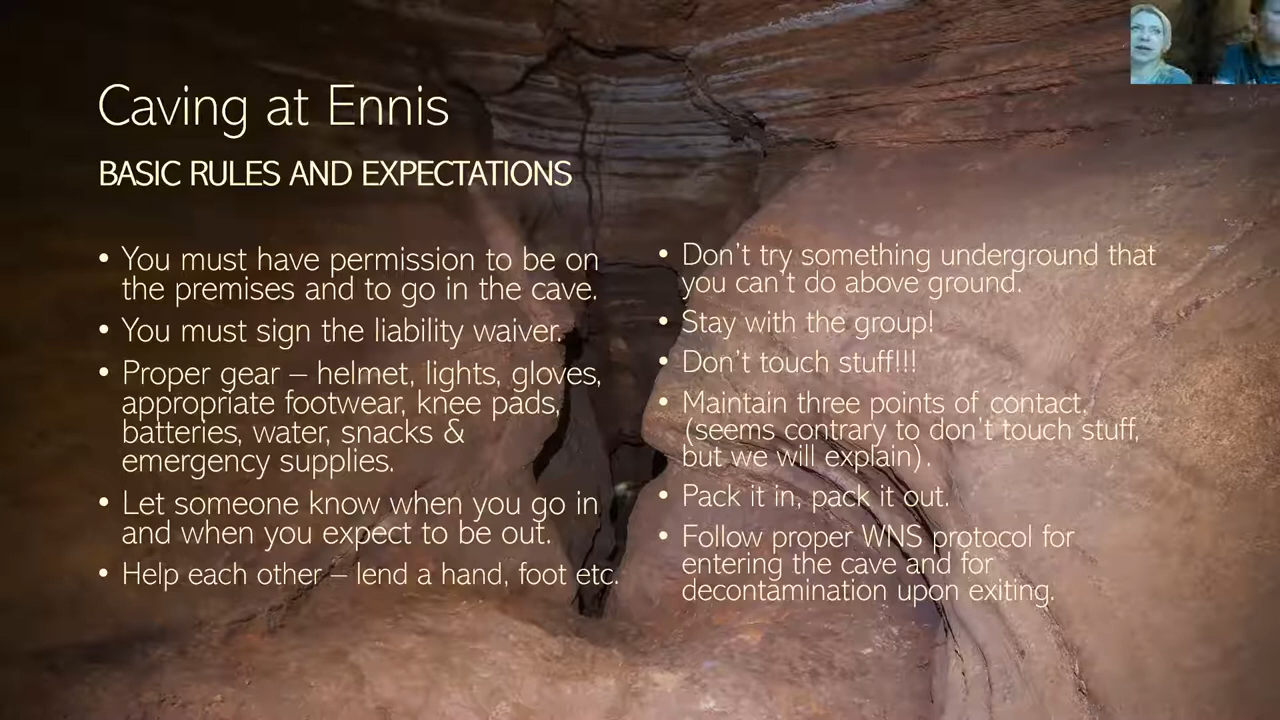 Caving at Ennis
BASIC RULES AND EXPECTATIONS
• You must have permission to be on
the premises and to go in the cave.
• You must sign the liability waiver.
• Proper gear – helmet, lights, gloves,
appropriate footwear, knee pads,
batteries, water, snacks &
emergency supplies.
• Let someone know when you go in
and when you expect to be out.
• Help each other – lend a hand, foot etc.
• Don't try something underground that
you can't do above ground.
• Stay with the group!
• Don't touch stuff!!!
• Maintain three points of contact.
(seems contrary to don't touch stuff,
but we will explain).
• Pack it in, pack it out.
• Follow proper WNS protocol for
entering the cave and for
decontamination upon exiting.